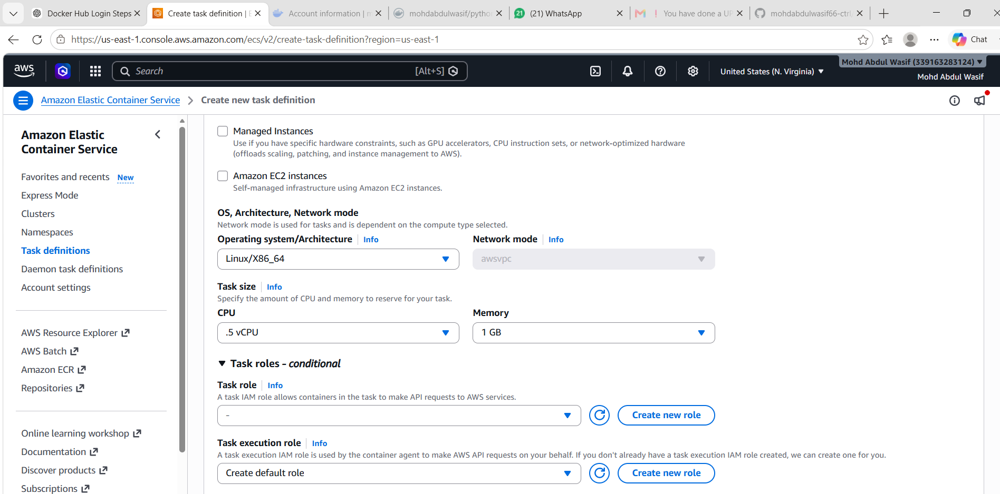 Docker Hub Login Steps
Create task definition | E
Account information | m
mohdabdulwasif/pytho
(21) WhatsApp
You have done a UP
mohdabdulwasif66-ctrl/
https://us-east-1.console.aws.amazon.com/ecs/v2/create-task-definition?region=us-east-1
Chat
aws
Search
[Alt+S]
United States (N. Virginia)
Mohd Abdul Wasif (339163283124)
Mohd Abdul Wasif
Amazon Elastic Container Service
Create new task definition
Amazon Elastic
Container Service
Favorites and recents New
Express Mode
Clusters
Namespaces
Task definitions
Daemon task definitions
Account settings
AWS Resource Explorer
AWS Batch
Amazon ECR
Repositories
Online learning workshop
Documentation
Discover products
Subscriptions
Managed Instances
Use if you have specific hardware constraints, such as GPU accelerators, CPU instruction sets, or network-optimized hardware
(offloads scaling, patching, and instance management to AWS).
Amazon EC2 instances
Self-managed infrastructure using Amazon EC2 instances.
OS, Architecture, Network mode
Network mode is used for tasks and is dependent on the compute type selected.
Operating system/Architecture Info
Network mode Info
Linux/X86_64
awsvpc
Task size Info
Specify the amount of CPU and memory to reserve for your task.
CPU
Memory
.5 vCPU
1 GB
Task roles - conditional
Task role Info
A task IAM role allows containers in the task to make API requests to AWS services.
-
Create new role
Task execution role Info
A task execution IAM role is used by the container agent to make AWS API requests on your behalf. If you don't already have a task execution IAM role created, we can create one for you.
Create default role
Create new role